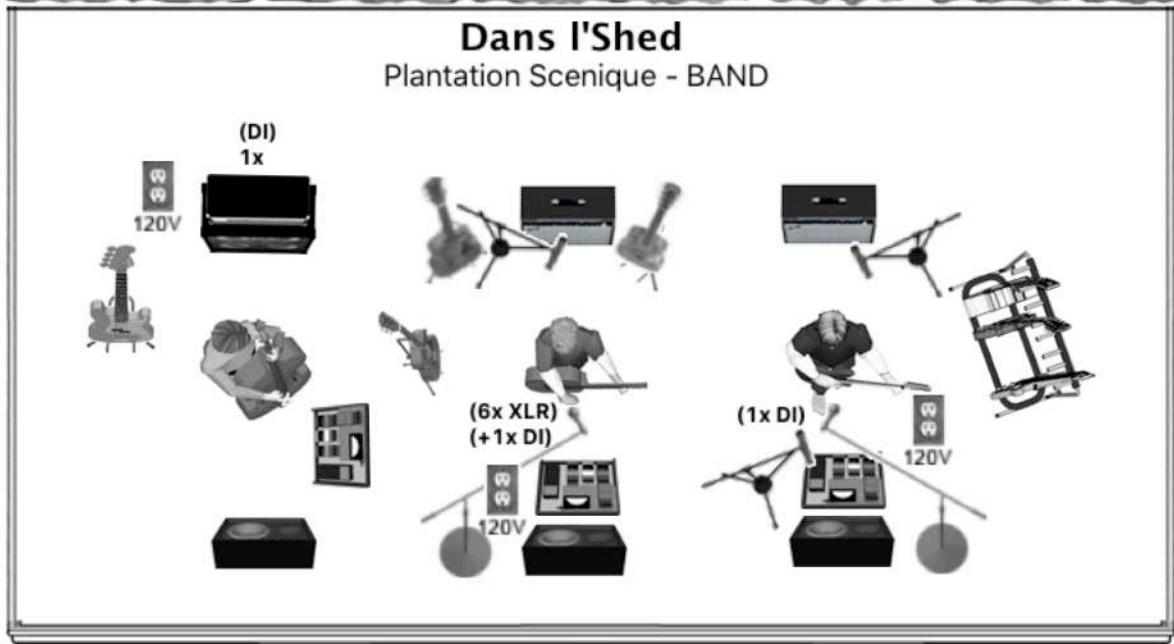 Dans l'Shed
Plantation Scenique - BAND
(DI)
1x
120V
(6x XLR)
(+1x DI)
(1x DI)
120V
120V